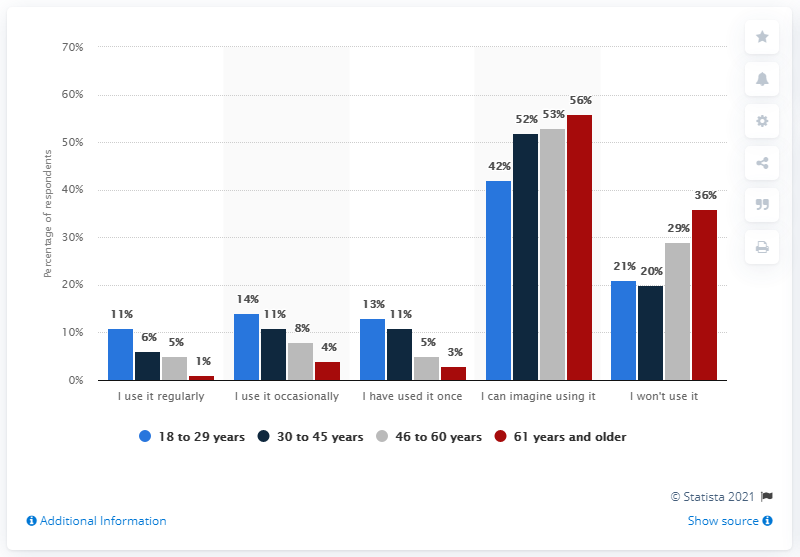 70%
60%
50%
40%
30%
20%
10%
0%
Percentage of respondents
11%
6%
5%
1%
14%
11%
8%
4%
13%
11%
5%
3%
42%
52%
53%
56%
21%
20%
29%
36%
I use it regularly
I use it occasionally
I have used it once
I can imagine using it
I won't use it
18 to 29 years
30 to 45 years
46 to 60 years
61 years and older
© Statista 2021
Additional Information
Show source